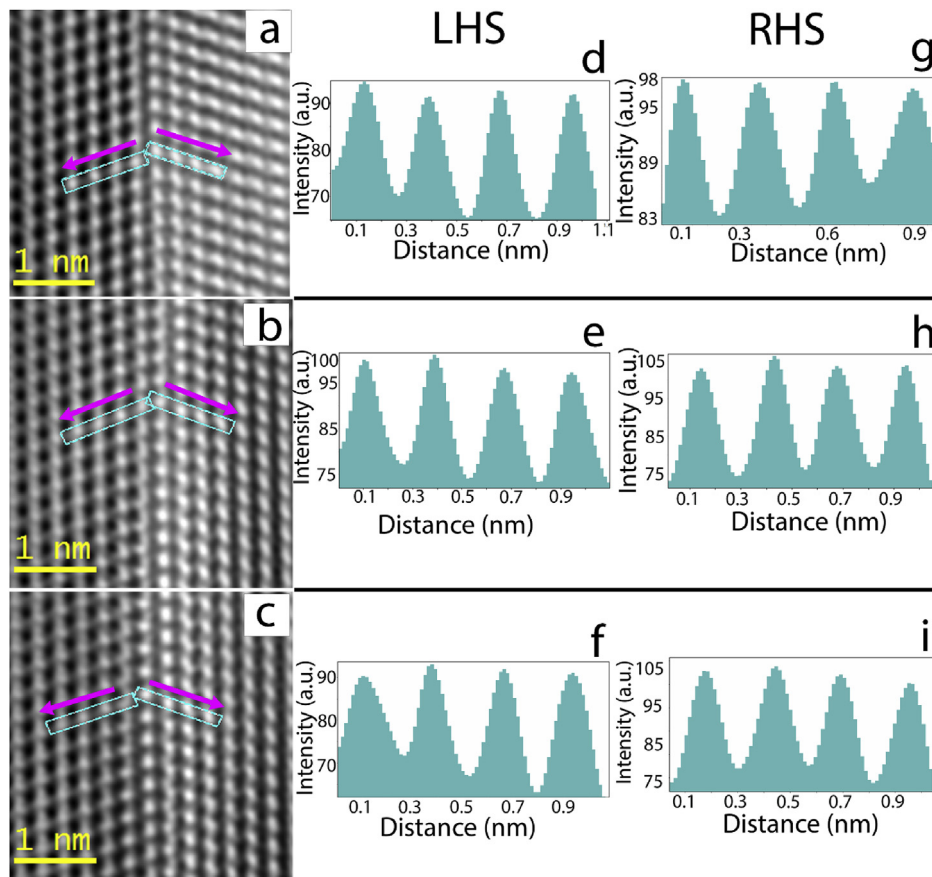 LHS
RHS
a
1 nm
d
Intensity (a.u.)
90
80
70
0.1
0.3
0.5
0.7
0.9
1.1
Distance (nm)
g
Intensity (a.u.)
98
95
89
83
0.1
0.3
0.6
0.9
Distance (nm)
b
1 nm
e
Intensity (a.u.)
100
95
85
75
0.1
0.3
0.5
0.7
0.9
Distance (nm)
h
Intensity (a.u.)
105
95
85
75
0.1
0.3
0.5
0.7
0.9
Distance (nm)
c
1 nm
f
Intensity (a.u.)
90
80
70
0.1
0.3
0.5
0.7
0.9
Distance (nm)
i
Intensity (a.u.)
105
95
85
75
0.1
0.3
0.5
0.7
0.9
Distance (nm)